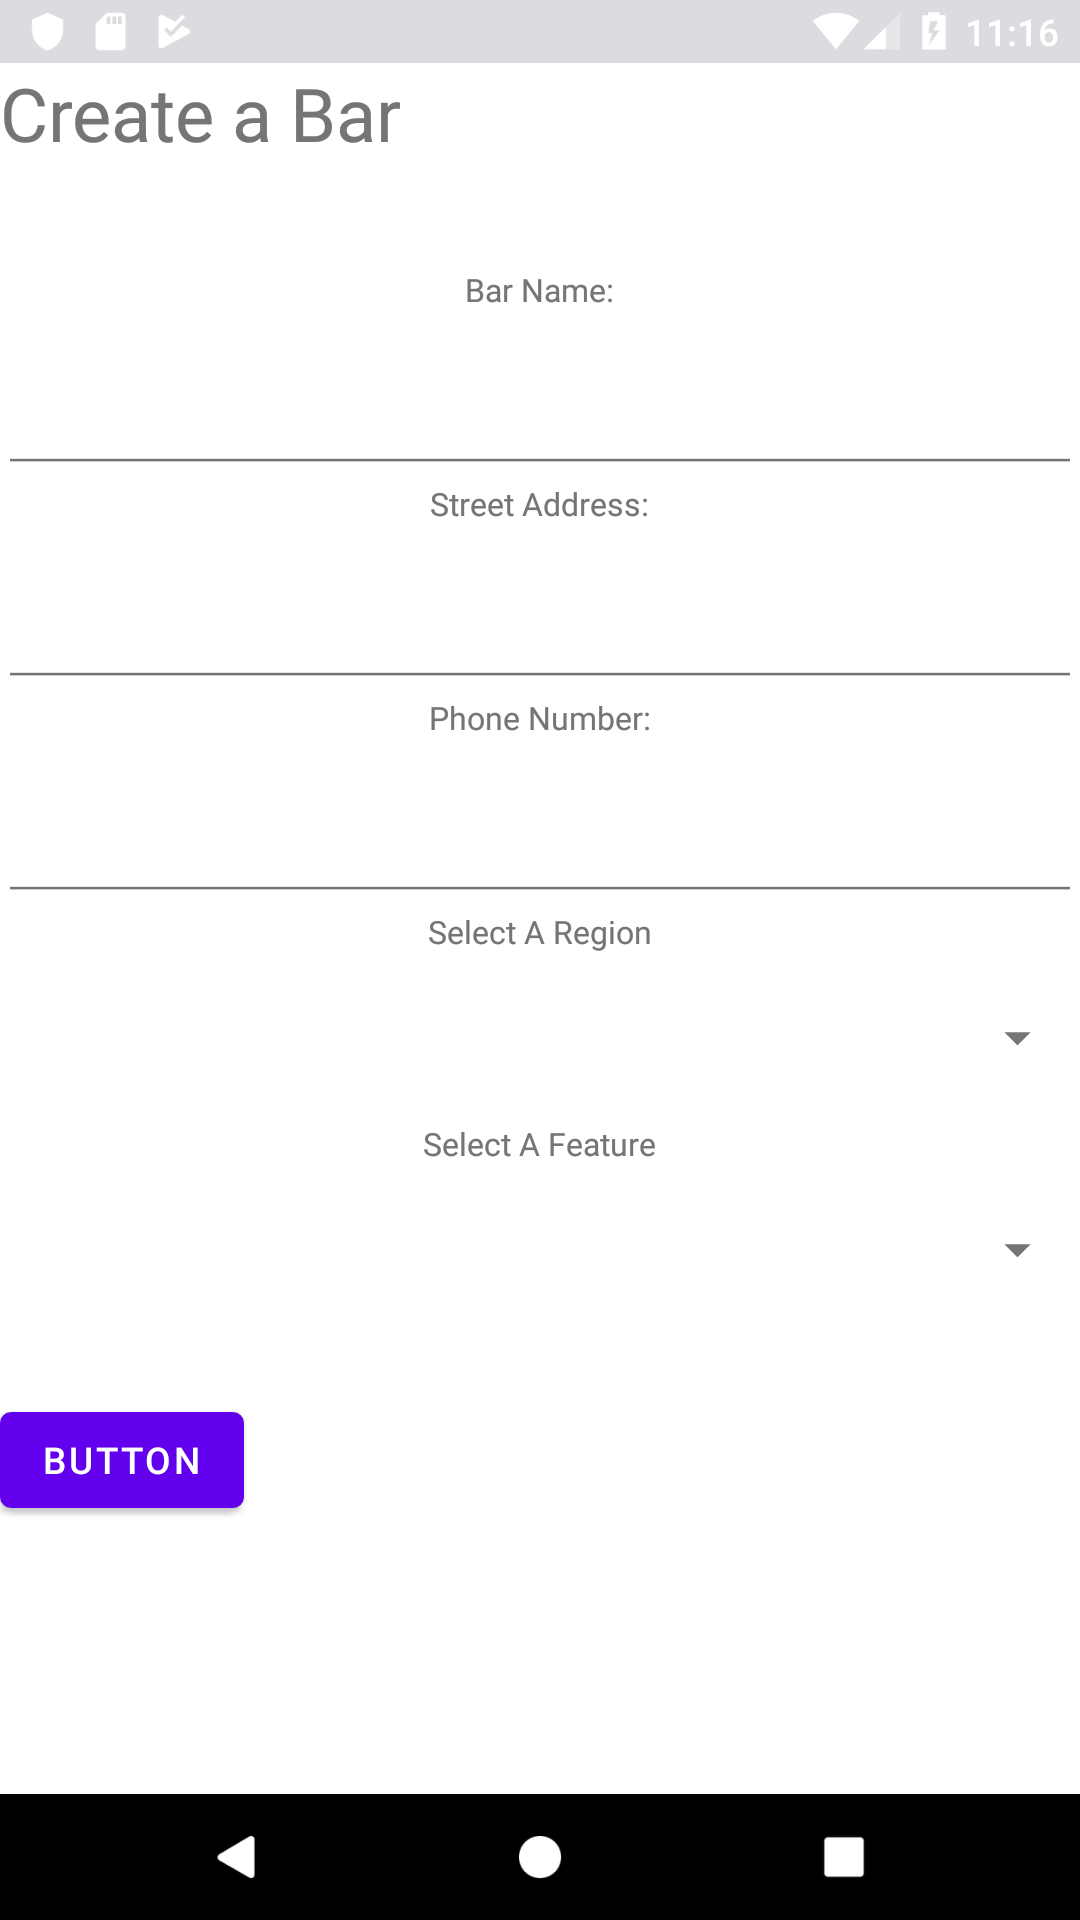 11:16
Create a Bar
Bar Name:
Street Address:
Phone Number:
Select A Region
Select A Feature
BUTTON